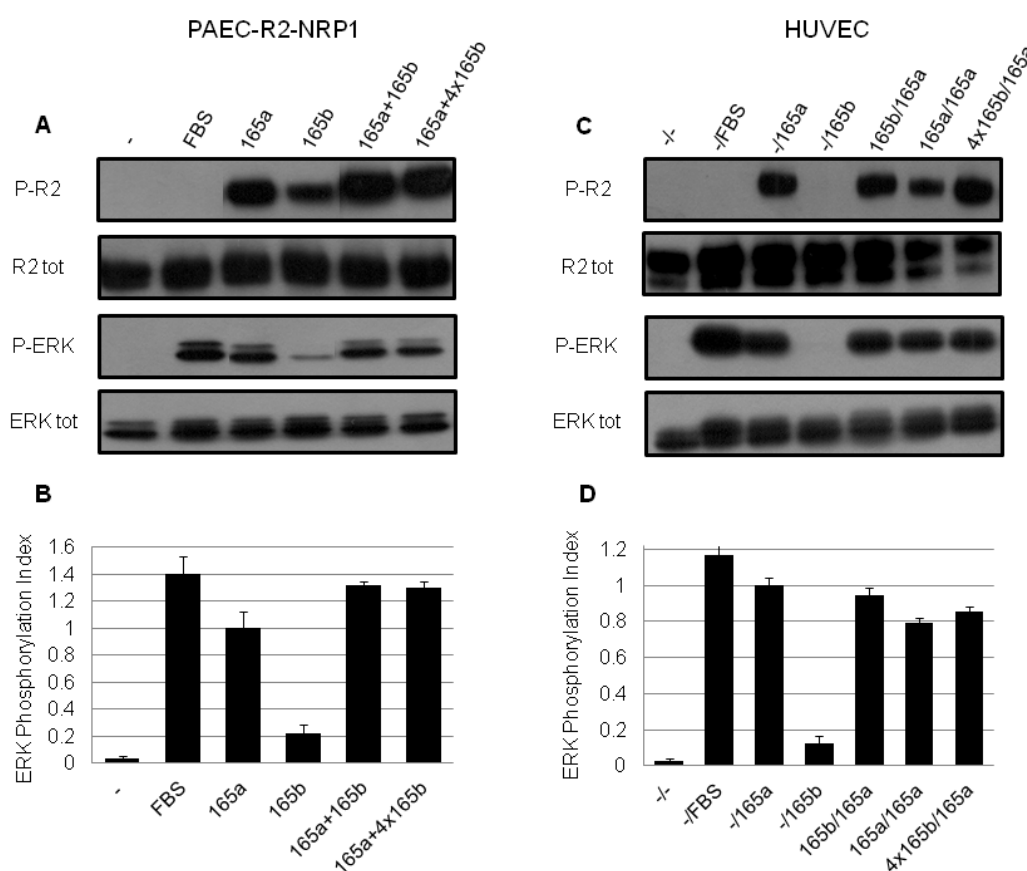 PAEC-R2-NRP1
A
-
FBS
165a
165b
165a+165b
165a+4x165b
P-R2
R2 tot
P-ERK
ERK tot
B
ERK Phosphorylation Index
1.6
1.4
1.2
1
0.8
0.6
0.4
0.2
0
-
FBS
165a
165b
165a+165b
165a+4x165b
HUVEC
C
-/-
-/FBS
-/165a
-/165b
165b/165a
165a/165a
4x165b/165a
P-R2
R2 tot
P-ERK
ERK tot
D
ERK Phosphorylation Index
1.2
1
0.8
0.6
0.4
0.2
0
-/-
-/FBS
-/165a
-/165b
165b/165a
165a/165a
4x165b/165a